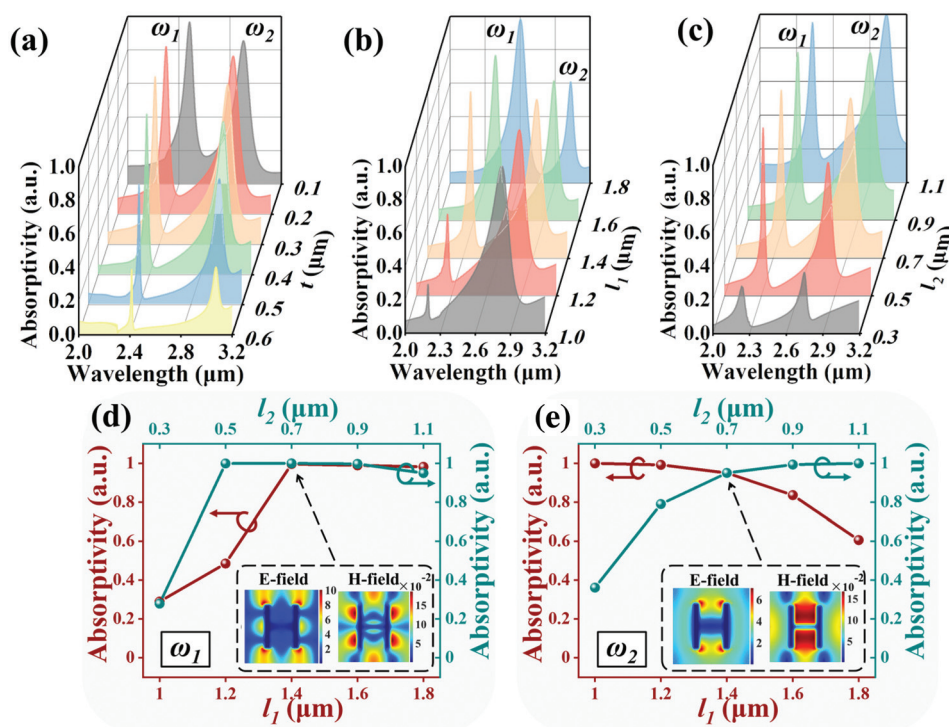 (a)
ω1
ω2
Absorptivity (a.u.)
1.0
0.8
0.6
0.4
0.2
0.0
2.0 2.4 2.8 3.2
Wavelength (μm)
0.1
0.2
0.3
0.4
0.5
0.6
t (μm)
(b)
ω1
ω2
Absorptivity (a.u.)
1.0
0.8
0.6
0.4
0.2
0.0
2.0 2.3 2.6 2.9 3.2
Wavelength (μm)
1.8
1.6
1.4
1.2
1.0
l1 (μm)
(c)
ω1
ω2
Absorptivity (a.u.)
1.0
0.8
0.6
0.4
0.2
0.0
2.0 2.3 2.6 2.9 3.2
Wavelength (μm)
1.1
0.9
0.7
0.5
0.3
l2 (μm)
(d)
l2 (μm)
0.3 0.5 0.7 0.9 1.1
Absorptivity (a.u.)
1
0.8
0.6
0.4
0.2
0
E-field
10
8
6
4
2
H-field
×10-2
15
10
5
ω1
1
0.8
0.6
0.4
0.2
0
Absorptivity (a.u.)
1 1.2 1.4 1.6 1.8
l1 (μm)
(e)
l2 (μm)
0.3 0.5 0.7 0.9 1.1
Absorptivity (a.u.)
1
0.8
0.6
0.4
0.2
0
E-field
6
4
2
H-field
×10-2
15
10
5
ω2
1
0.8
0.6
0.4
0.2
0
Absorptivity (a.u.)
1 1.2 1.4 1.6 1.8
l1 (μm)